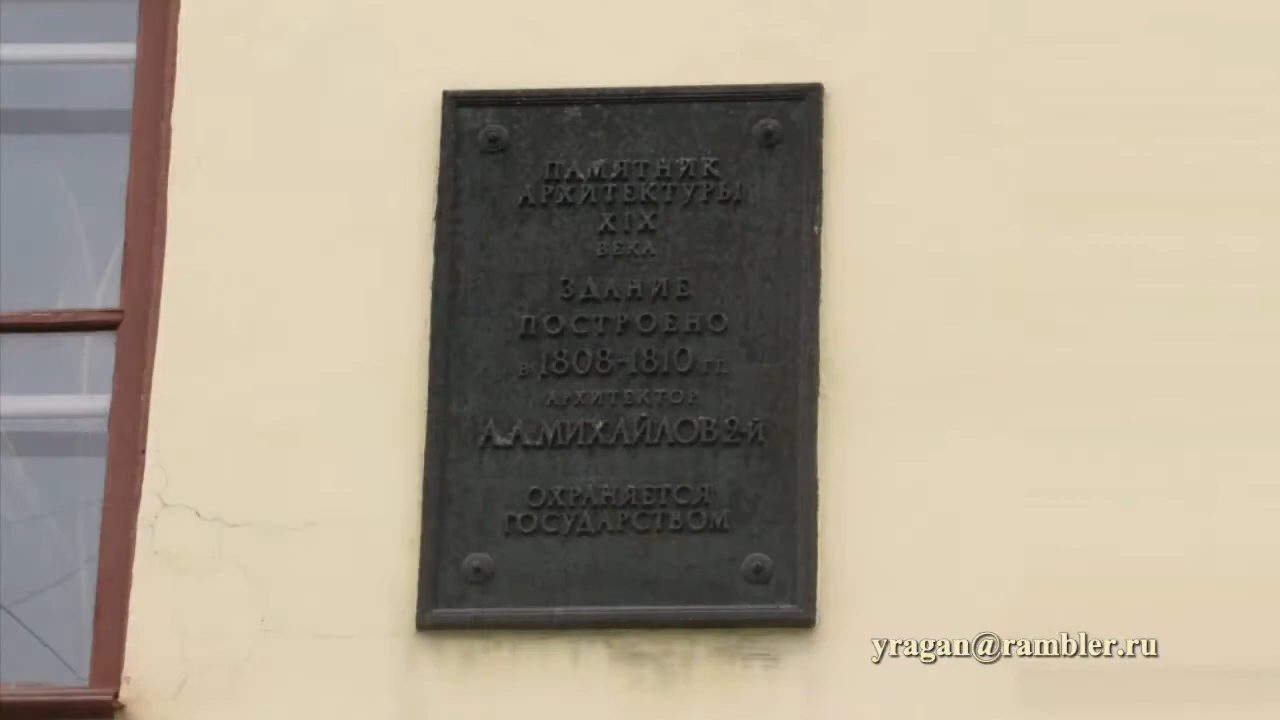 ПАМЯТНИК
АРХИТЕКТУРЫ
XIX
ВЕКА
ЗДАНИЕ
ПОСТРОЕНО
В 1808-1810 ГГ.
АРХИТЕКТОР
А.А.МИХАЙЛОВ 2-Й
ОХРАНЯЕТСЯ
ГОСУДАРСТВОМ
yragan@rambler.ru